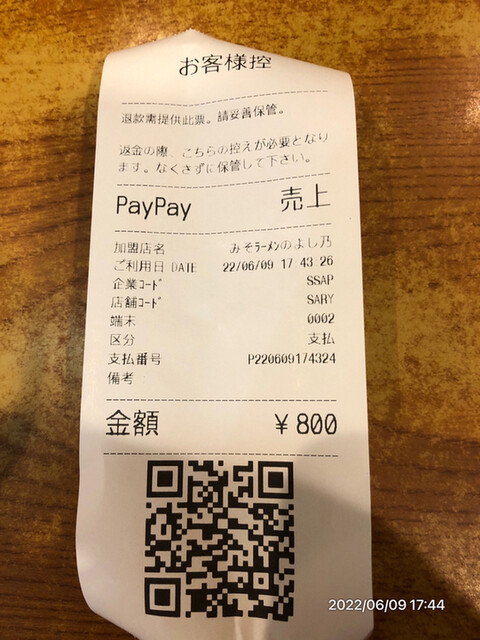 お客様控
退款需提供此票。請妥善保管。
返金の際、こちらの控えが必要となり
ます。なくさずに保管して下さい。
PayPay 売上
加盟店名 みそﾗｰﾒﾝのよし乃
ご利用日 DATE 22/06/09 17 43 26
企業ｺｰﾄﾞ SSAP
店舗ｺｰﾄﾞ SARY
端末 0002
区分 支払
支払番号 P220609174324
備考
金額 ￥800
2022/06/09 17:44